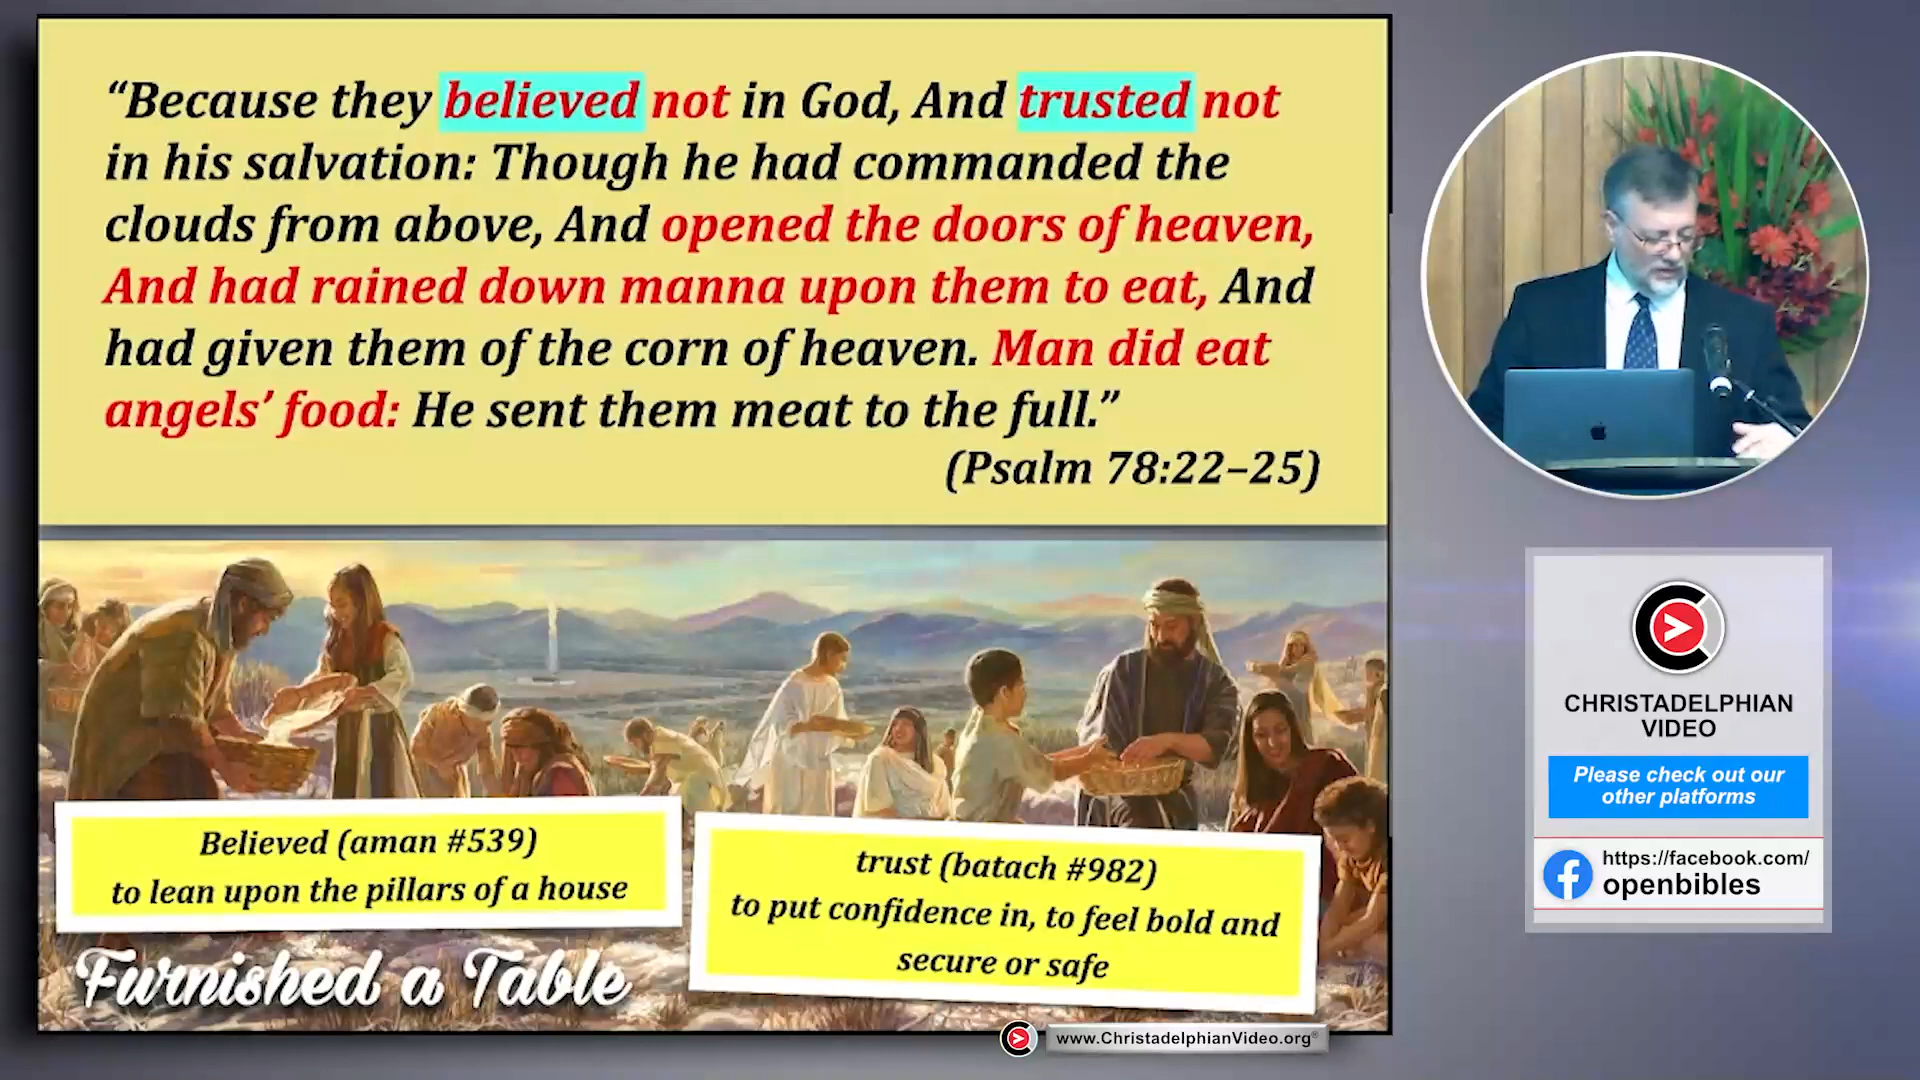 “Because they believed not in God, And trusted not
in his salvation: Though he had commanded the
clouds from above, And opened the doors of heaven,
And had rained down manna upon them to eat, And
had given them of the corn of heaven. Man did eat
angels’ food: He sent them meat to the full.”
(Psalm 78:22–25)
Believed (aman #539)
to lean upon the pillars of a house
trust (batach #982)
to put confidence in, to feel bold and
secure or safe
Furnished a Table
www.ChristadelphianVideo.org®
CHRISTADELPHIAN
VIDEO
Please check out our
other platforms
https://facebook.com/
openbibles